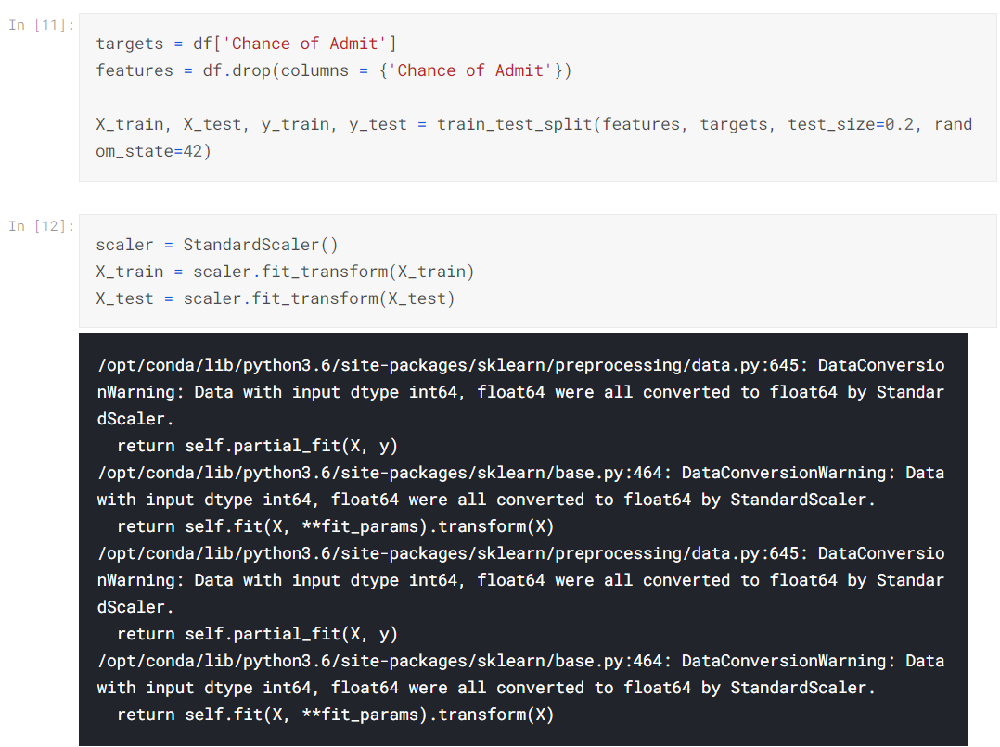 In [11]:
targets = df['Chance of Admit']
features = df.drop(columns = {'Chance of Admit'})
X_train, X_test, y_train, y_test = train_test_split(features, targets, test_size=0.2, rand
om_state=42)
In [12]:
scaler = StandardScaler()
X_train = scaler.fit_transform(X_train)
X_test = scaler.fit_transform(X_test)
/opt/conda/lib/python3.6/site-packages/sklearn/preprocessing/data.py:645: DataConversio
nWarning: Data with input dtype int64, float64 were all converted to float64 by Standar
dScaler.
  return self.partial_fit(X, y)
/opt/conda/lib/python3.6/site-packages/sklearn/base.py:464: DataConversionWarning: Data
with input dtype int64, float64 were all converted to float64 by StandardScaler.
  return self.fit(X, **fit_params).transform(X)
/opt/conda/lib/python3.6/site-packages/sklearn/preprocessing/data.py:645: DataConversio
nWarning: Data with input dtype int64, float64 were all converted to float64 by Standar
dScaler.
  return self.partial_fit(X, y)
/opt/conda/lib/python3.6/site-packages/sklearn/base.py:464: DataConversionWarning: Data
with input dtype int64, float64 were all converted to float64 by StandardScaler.
  return self.fit(X, **fit_params).transform(X)